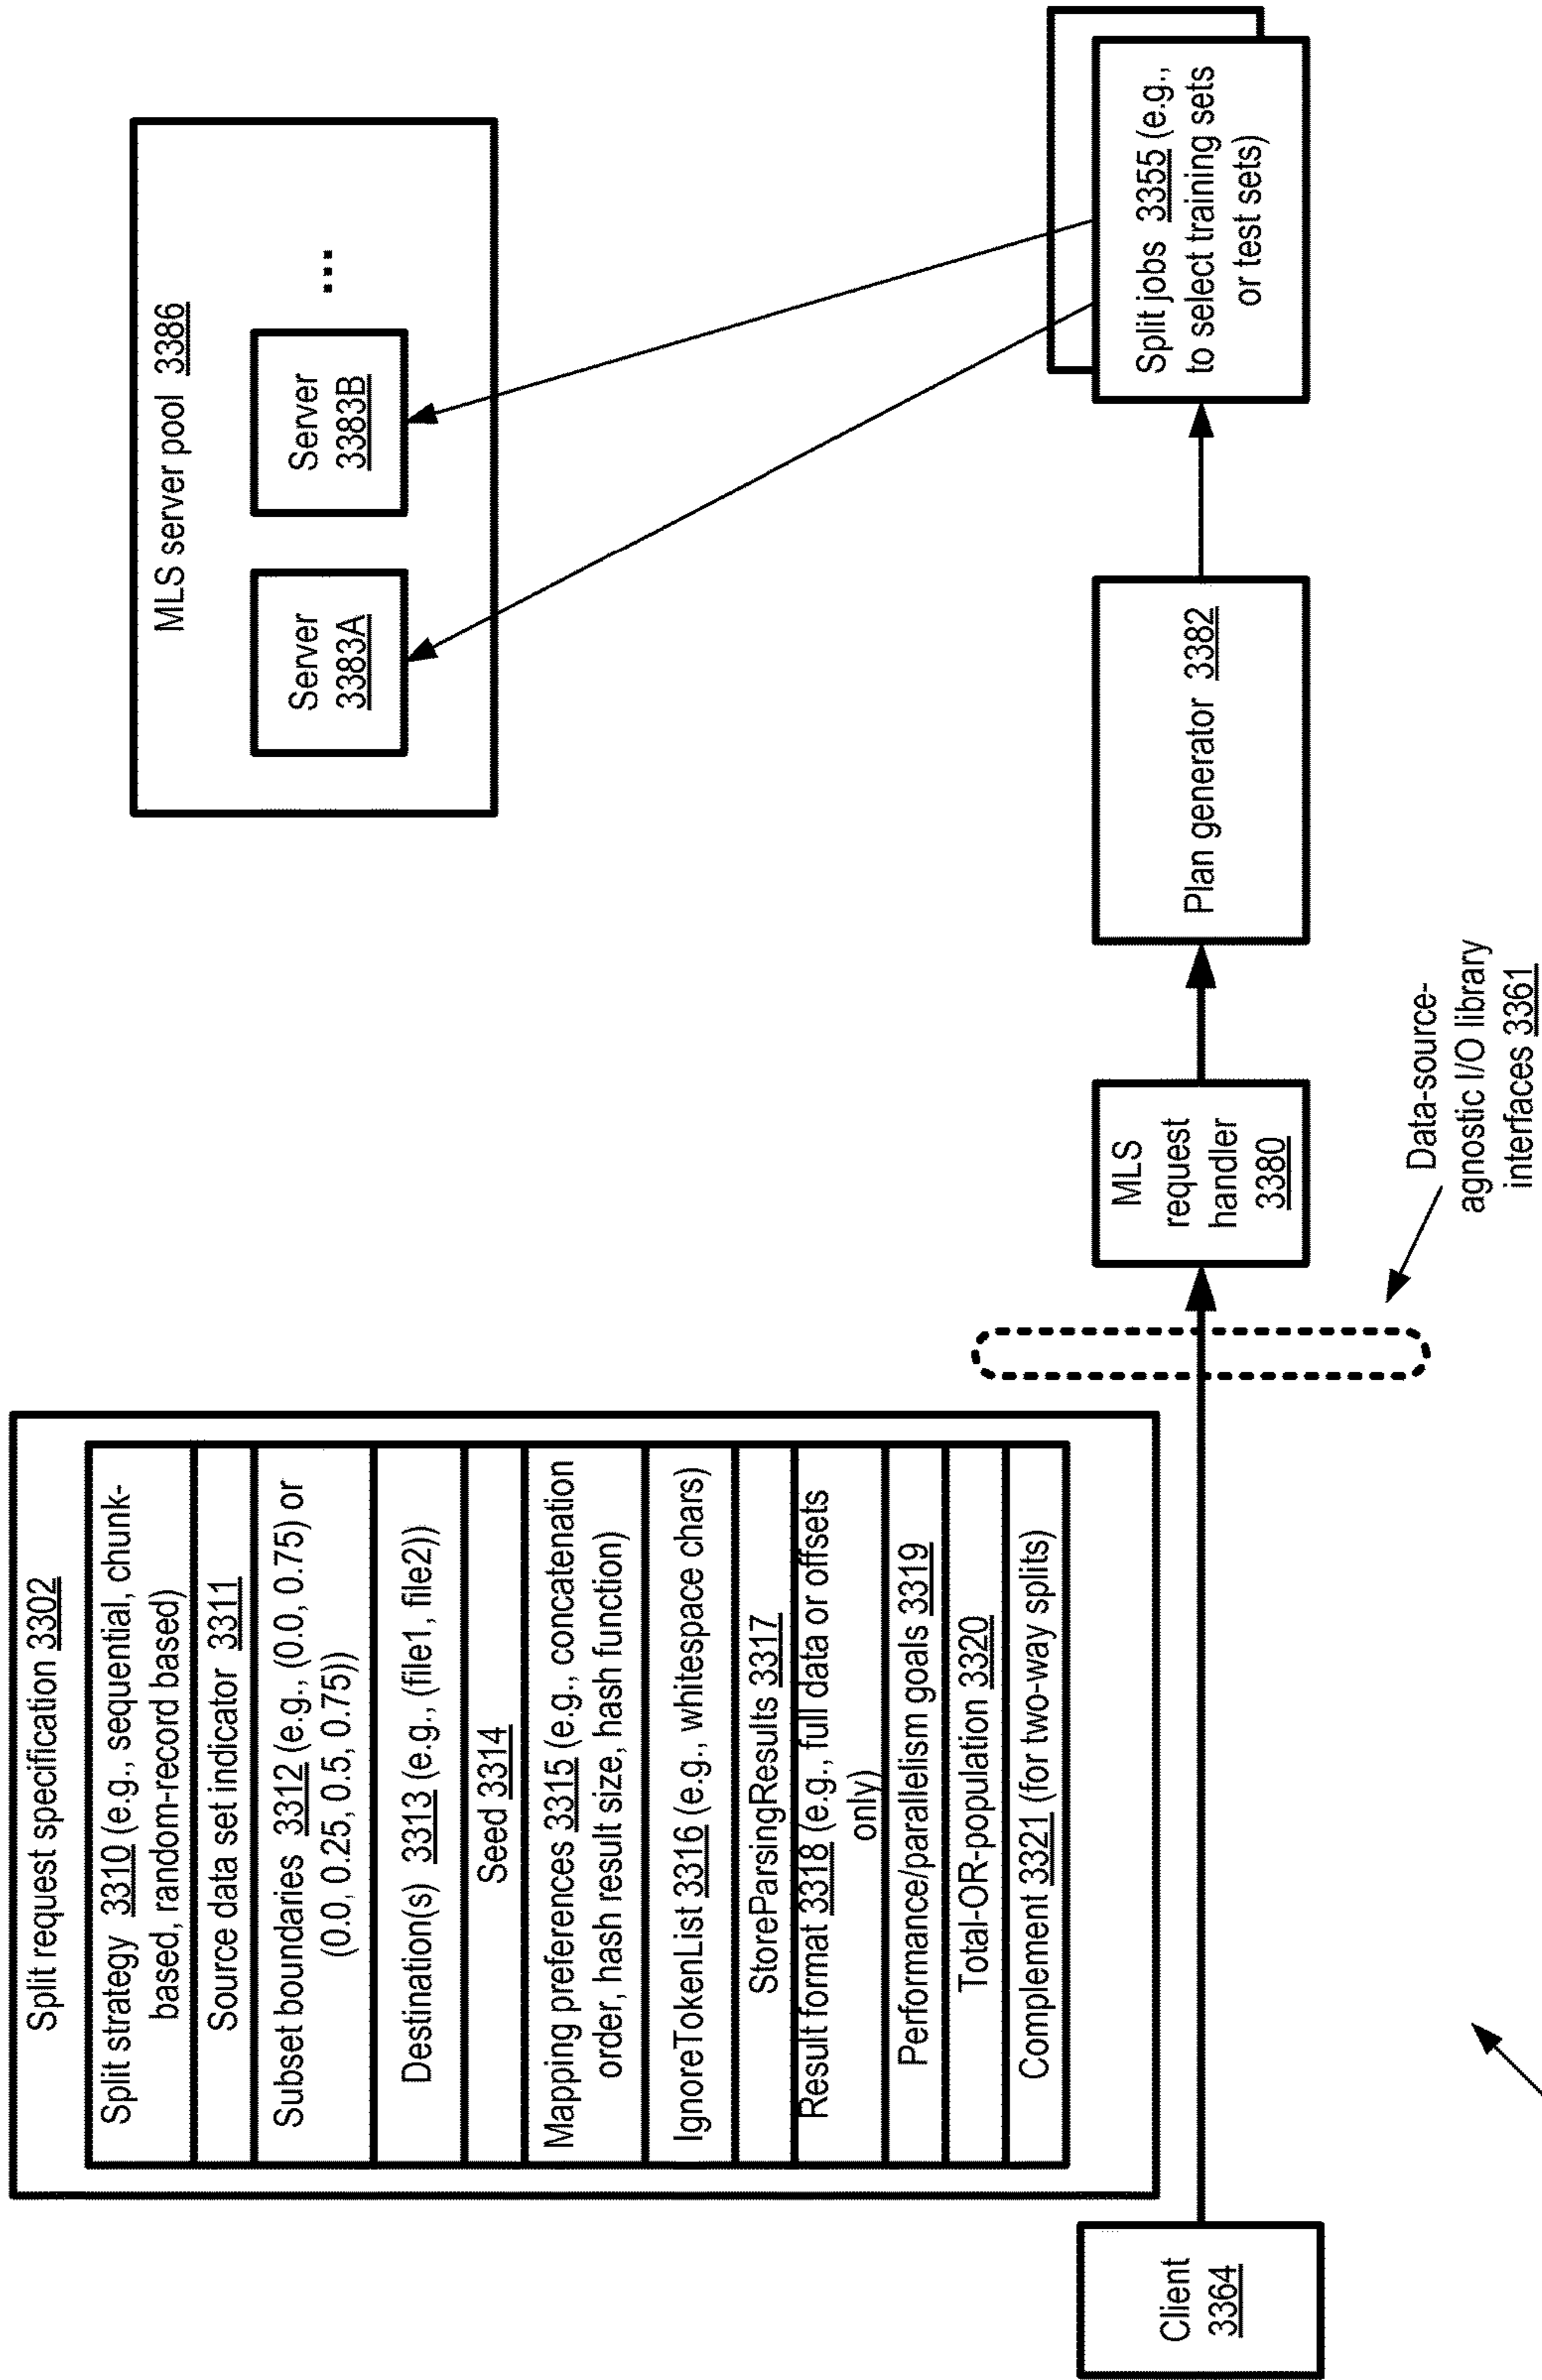 Split request specification 3302
Split strategy 3310 (e.g., sequential, chunk-
based, random-record based)
Source data set indicator 3311
Subset boundaries 3312 (e.g., (0.0, 0.75) or
(0.0, 0.25, 0.5, 0.75))
Destination(s) 3313 (e.g., (file1, file2))
Seed 3314
Mapping preferences 3315 (e.g., concatenation
order, hash result size, hash function)
IgnoreTokenList 3316 (e.g., whitespace chars)
StoreParsingResults 3317
Result format 3318 (e.g., full data or offsets
only)
Performance/parallelism goals 3319
Total-OR-population 3320
Complement 3321 (for two-way splits)
MLS server pool 3386
Server
3383A
Server
3383B
...
Client
3364
MLS
request
handler
3380
Plan generator 3382
Split jobs 3355 (e.g.,
to select training sets
or test sets)
Data-source-
agnostic I/O library
interfaces 3361